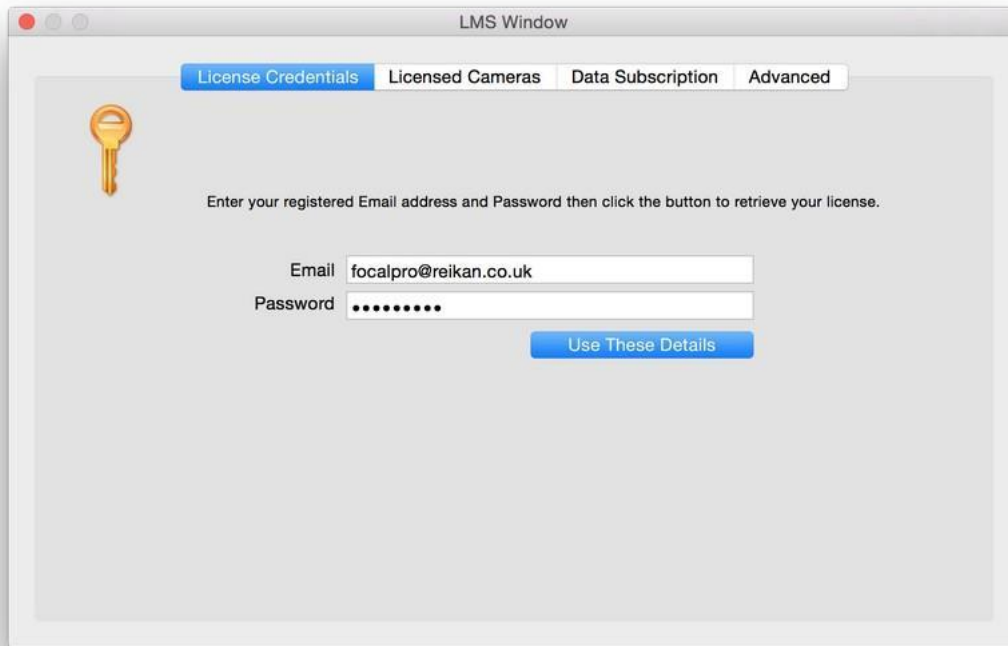 LMS Window
License Credentials Licensed Cameras Data Subscription Advanced
Enter your registered Email address and Password then click the button to retrieve your license.
Email focalpro@reikan.co.uk
Password •••••••••
Use These Details